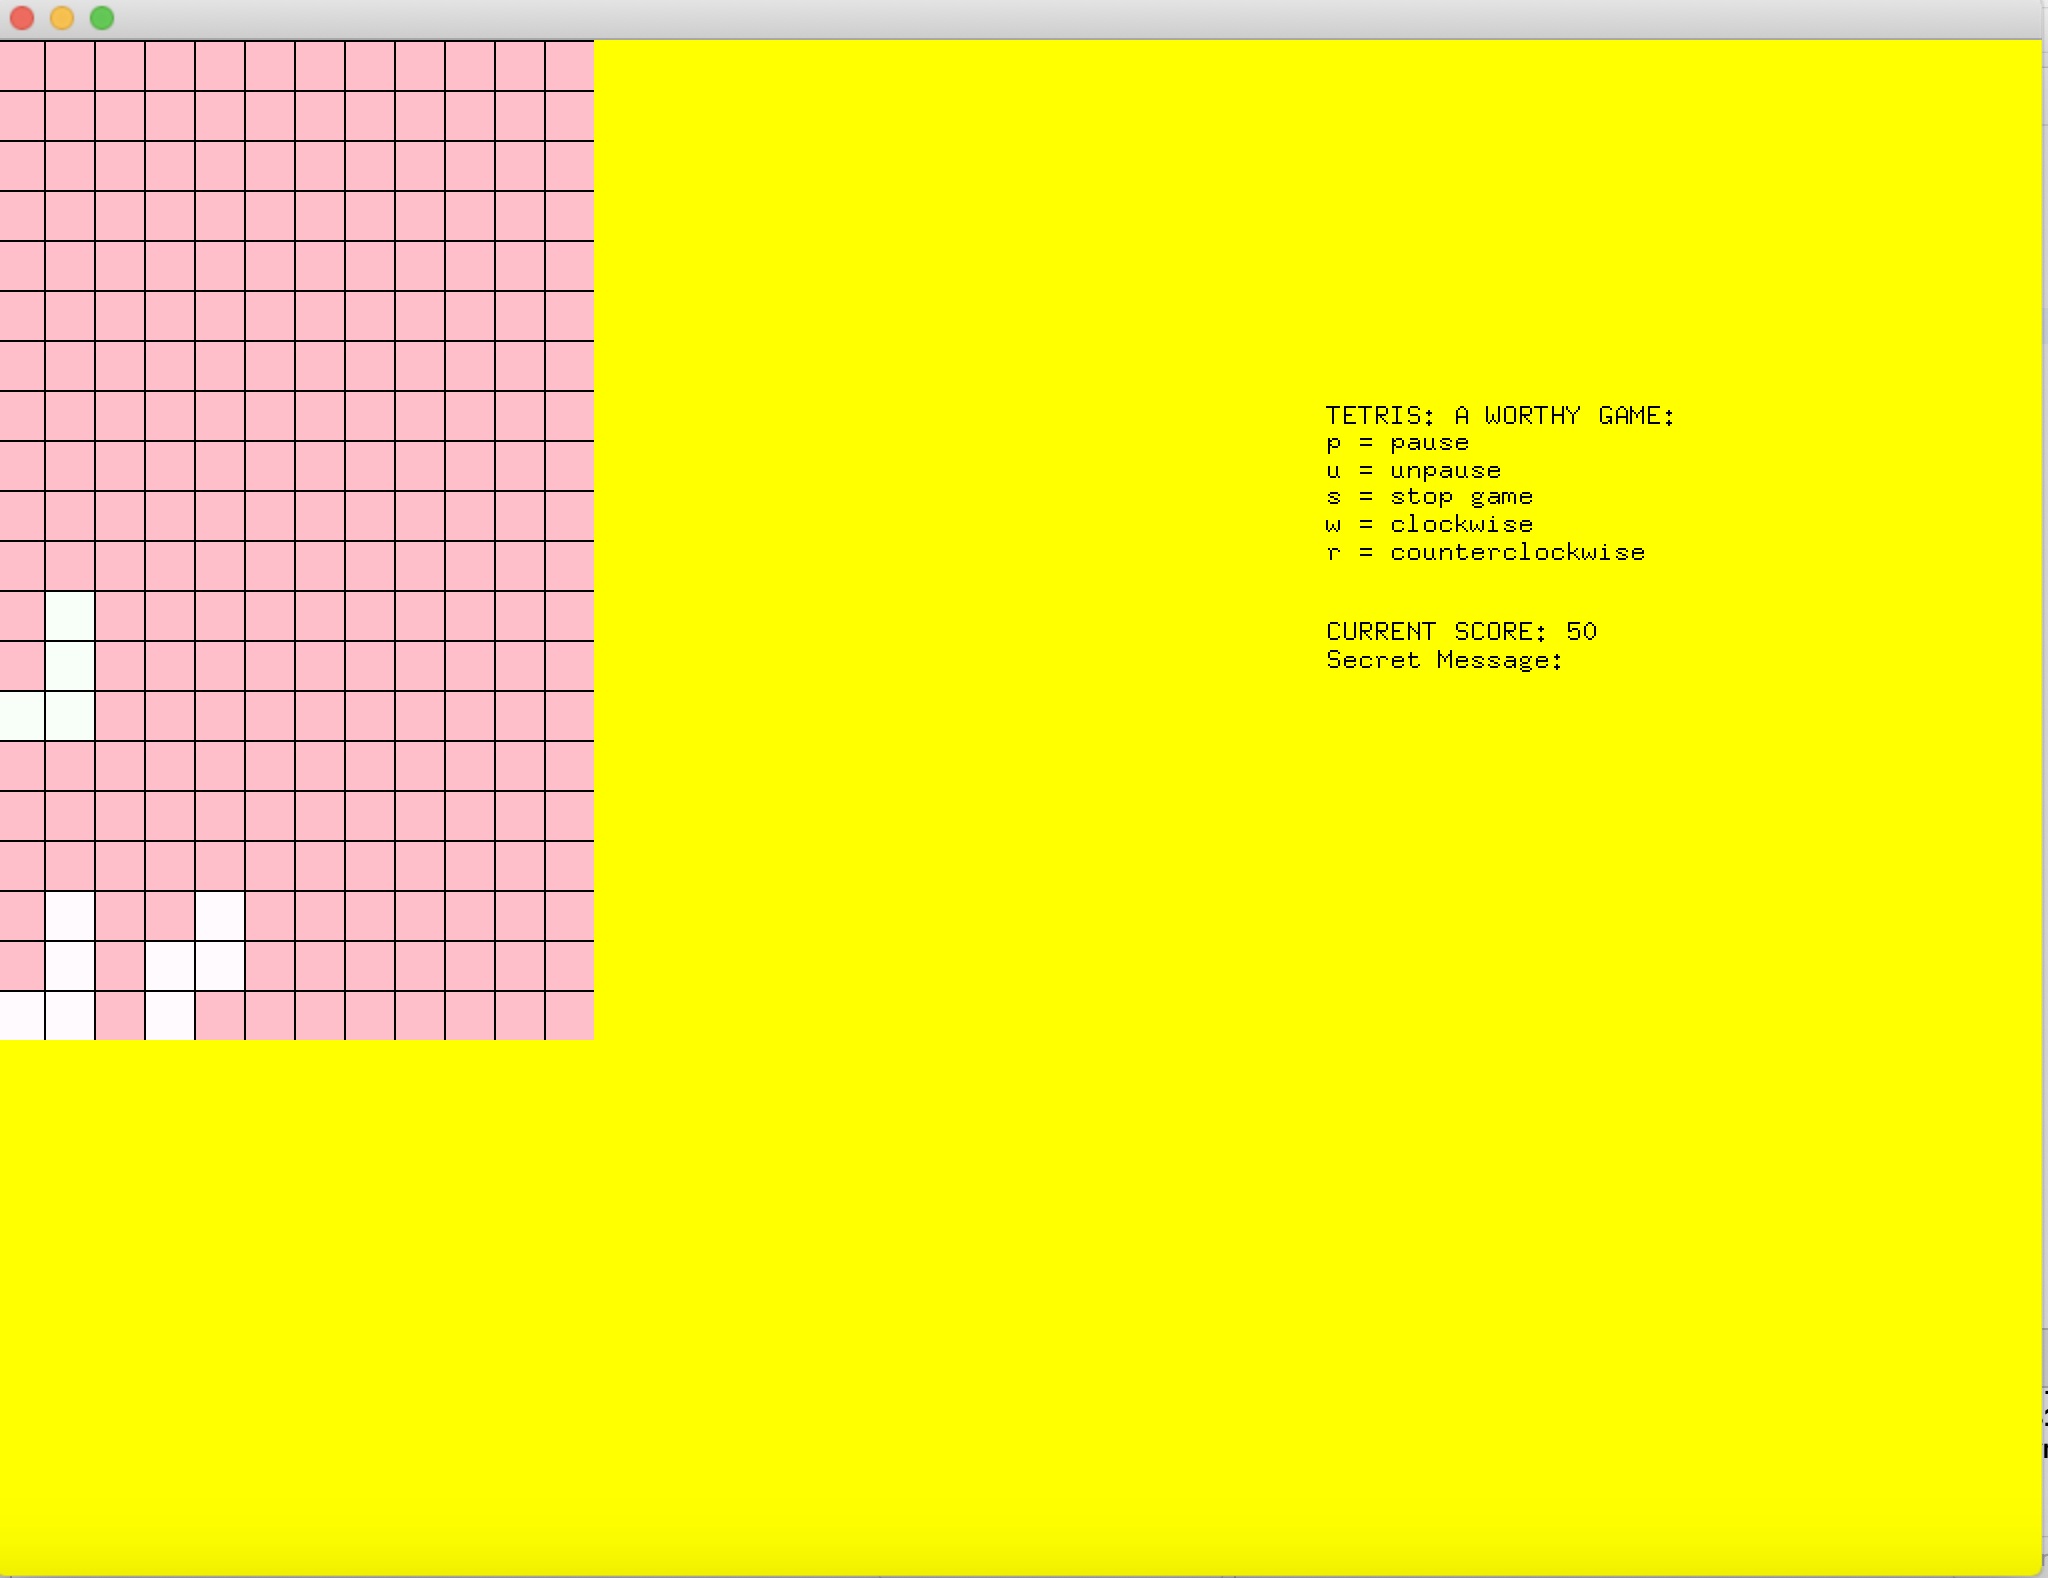 TETRIS: A WORTHY GAME:
p = pause
u = unpause
s = stop game
w = clockwise
r = counterclockwise
CURRENT SCORE: 50
Secret Message: